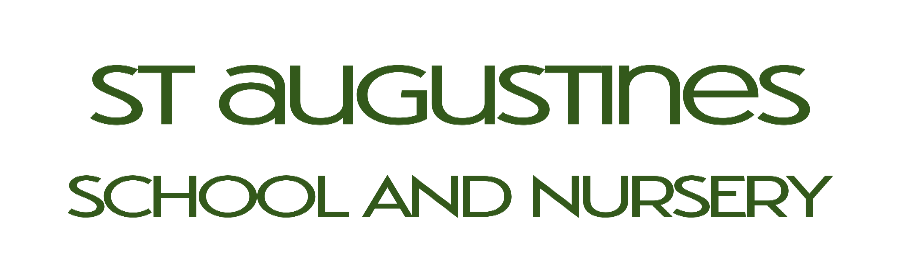 ST AUGUSTINES
SCHOOL AND NURSERY